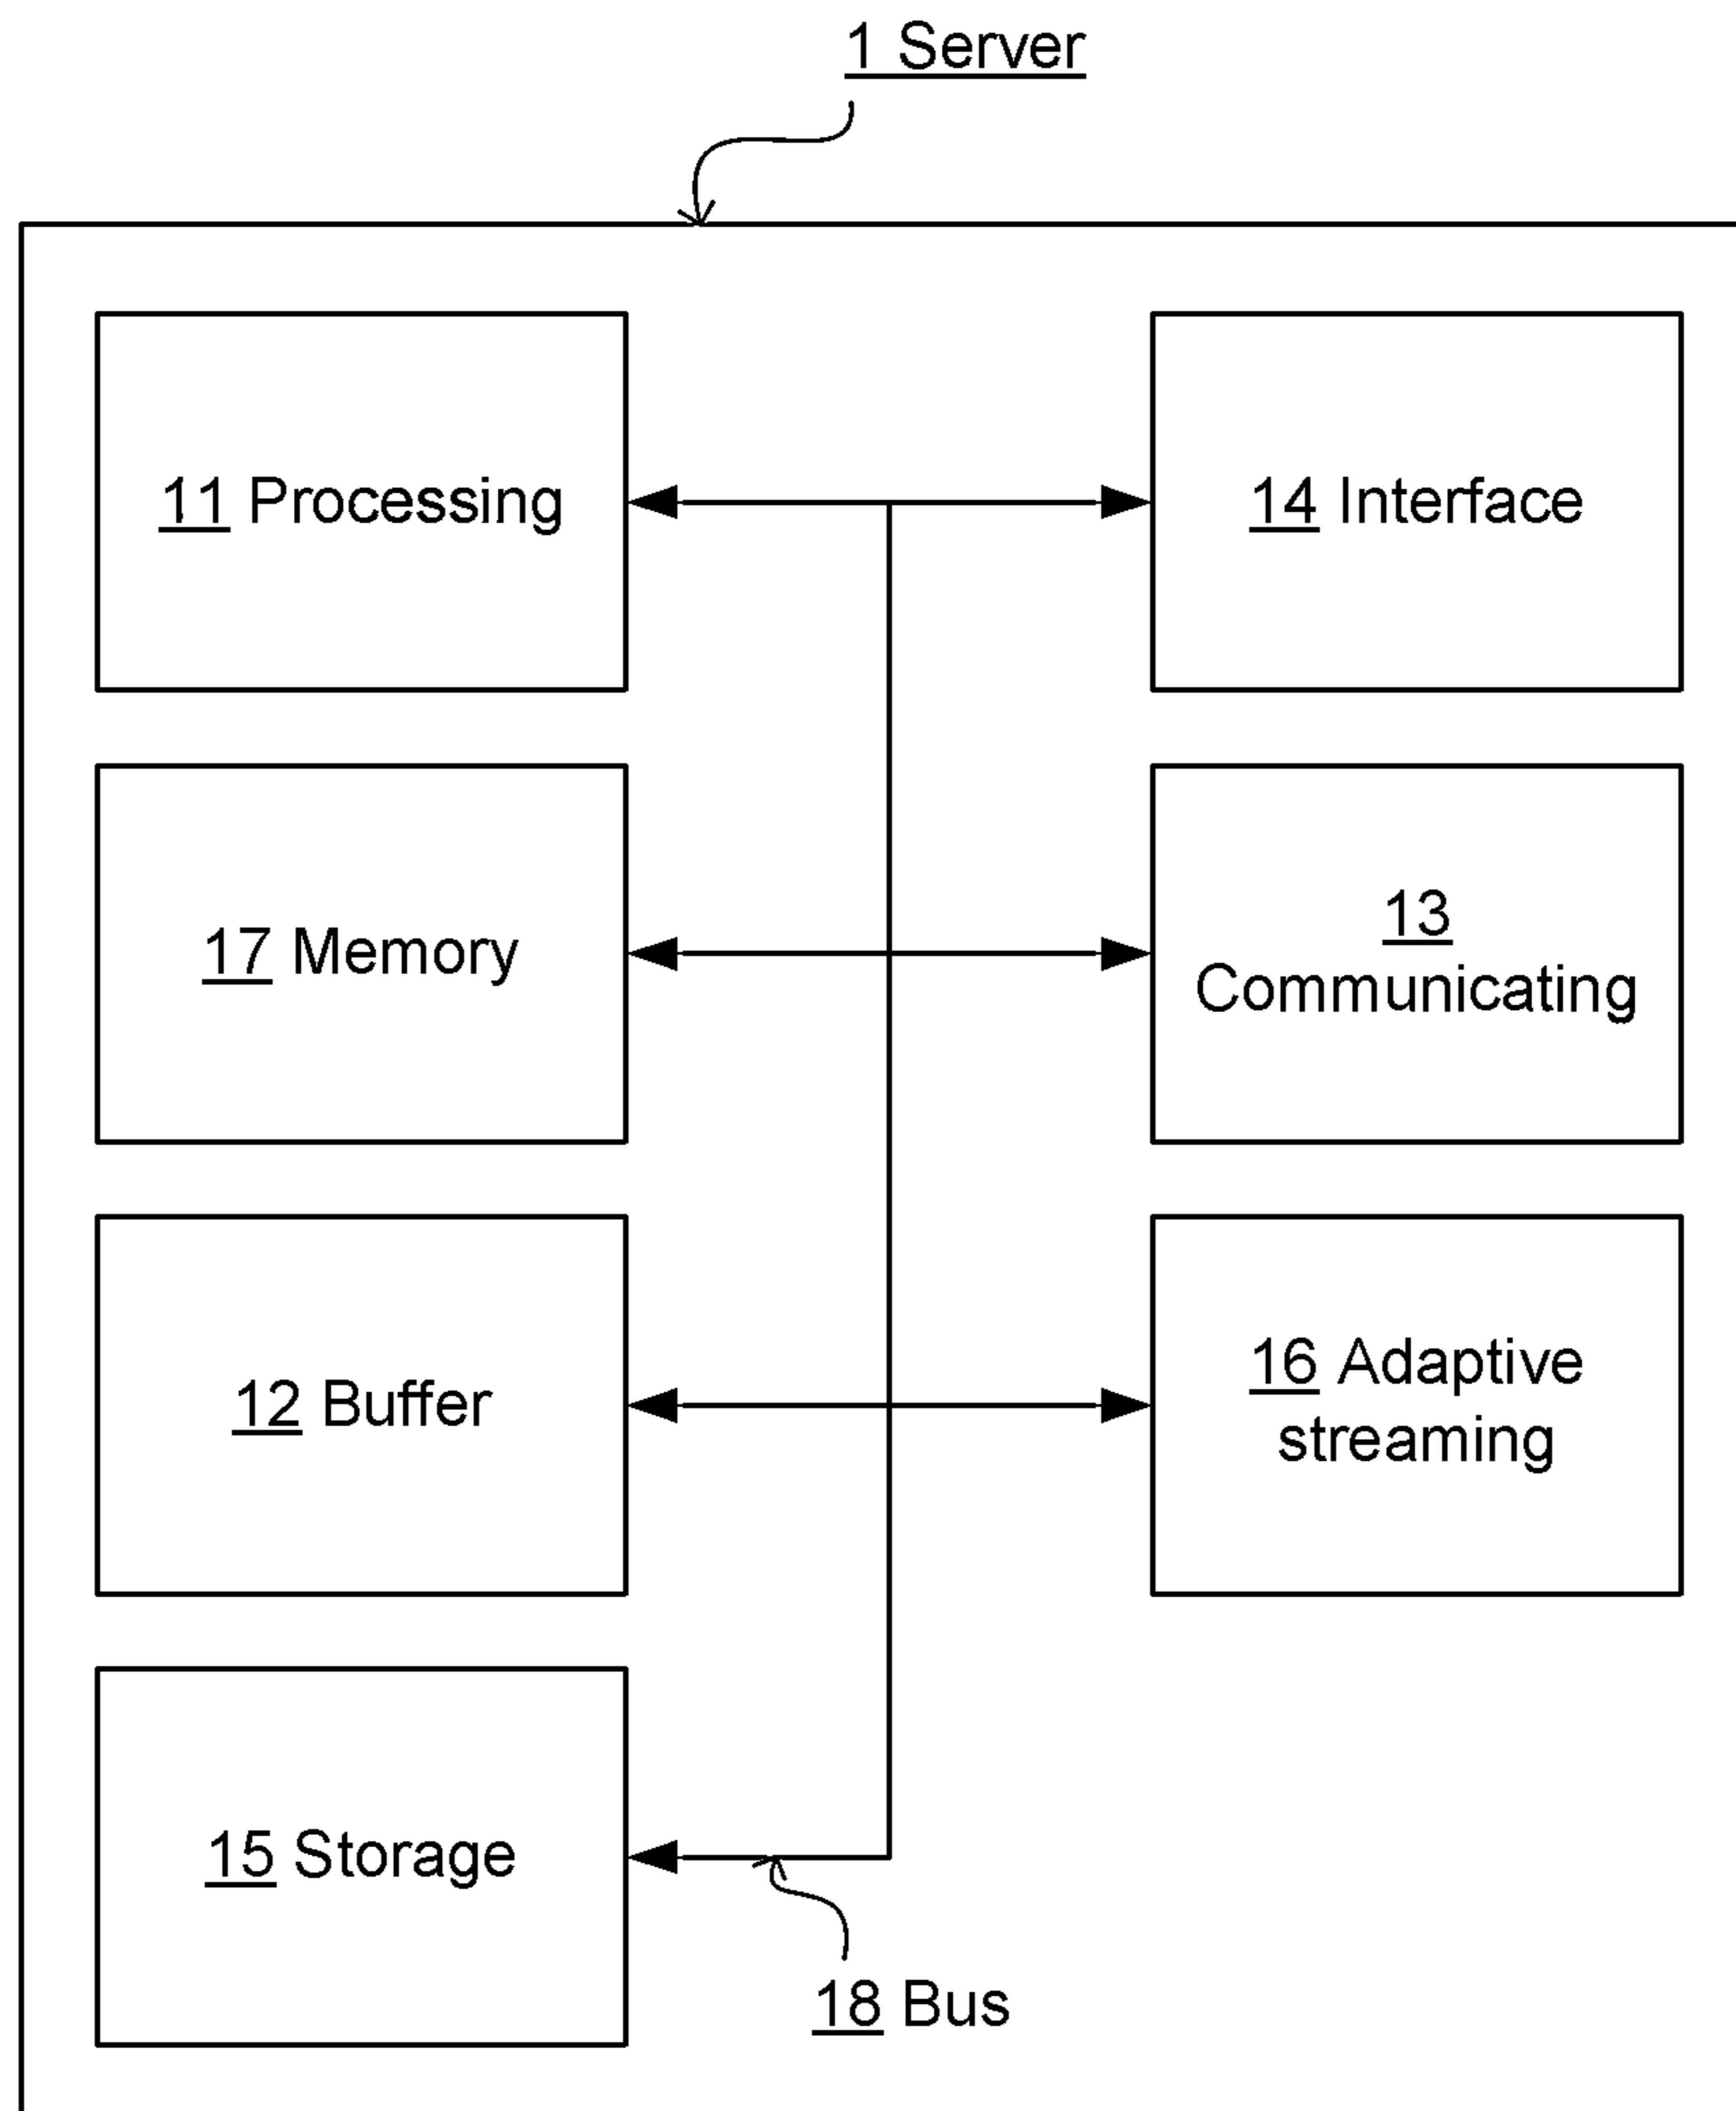 1 Server
11 Processing
14 Interface
17 Memory
13
Communicating
12 Buffer
16 Adaptive
streaming
15 Storage
18 Bus